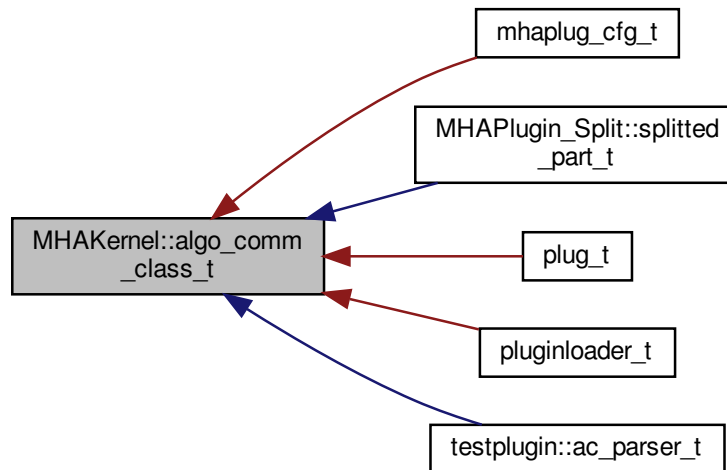 mhaplug_cfg_t
MHAPlugin_Split::splitted
_part_t
MHAKernel::algo_comm
_class_t
plug_t
pluginloader_t
testplugin::ac_parser_t